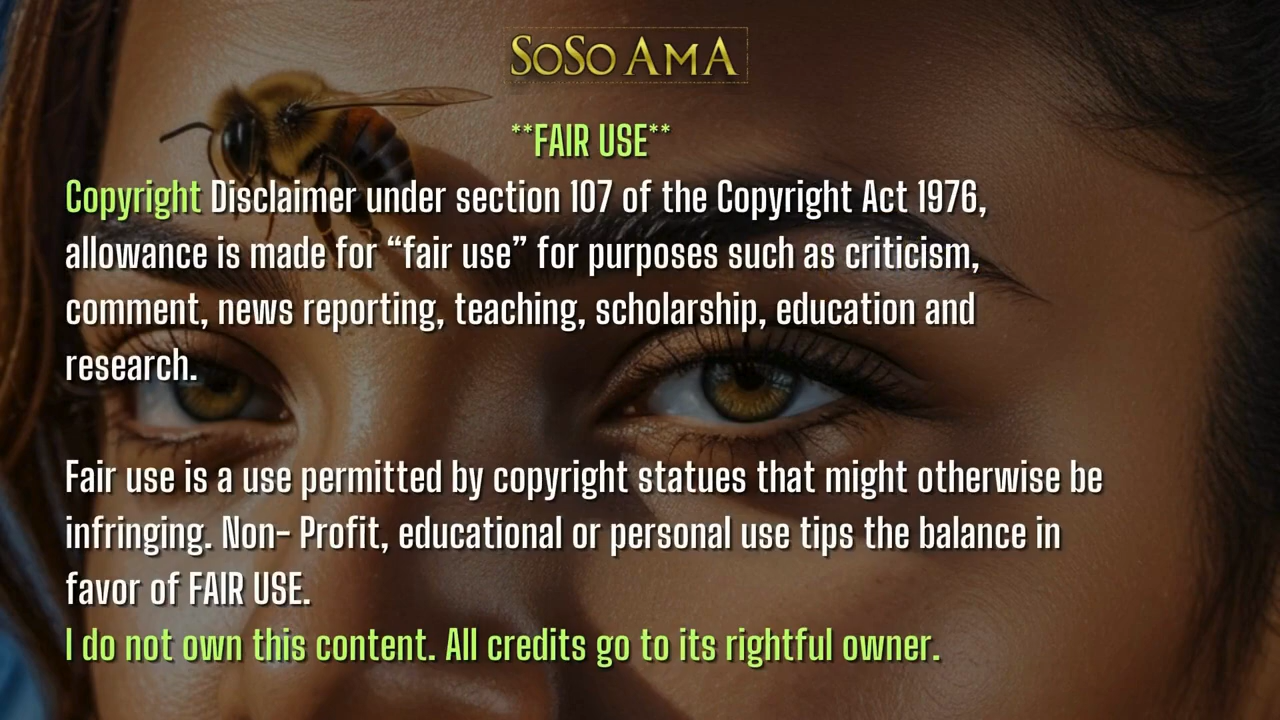 SoSo AmA
**FAIR USE**
Copyright Disclaimer under section 107 of the Copyright Act 1976,
allowance is made for “fair use” for purposes such as criticism,
comment, news reporting, teaching, scholarship, education and
research.
Fair use is a use permitted by copyright statues that might otherwise be
infringing. Non- Profit, educational or personal use tips the balance in
favor of FAIR USE.
I do not own this content. All credits go to its rightful owner.